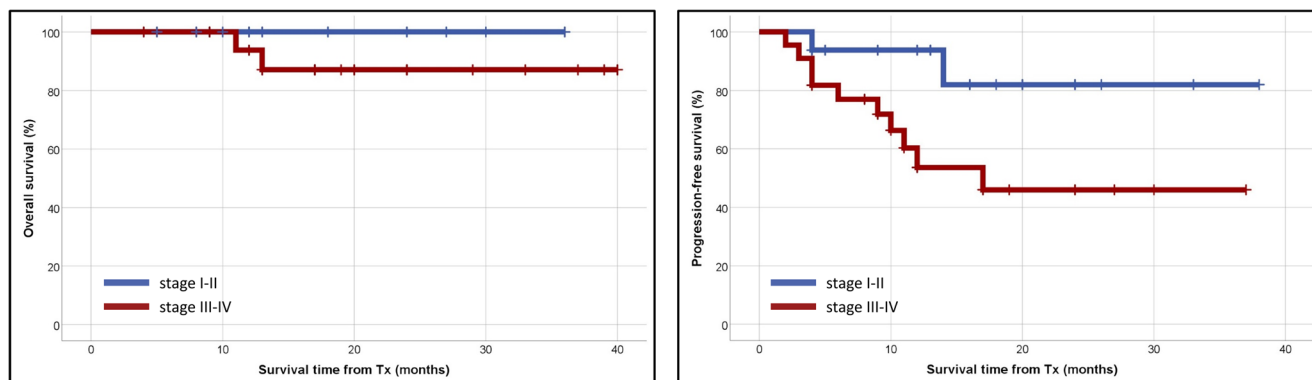 Overall survival (%)
100
80
60
40
20
0
stage I-II
stage III-IV
0 10 20 30 40
Survival time from Tx (months)
Progression-free survival (%)
100
80
60
40
20
0
stage I-II
stage III-IV
0 10 20 30 40
Survival time from Tx (months)